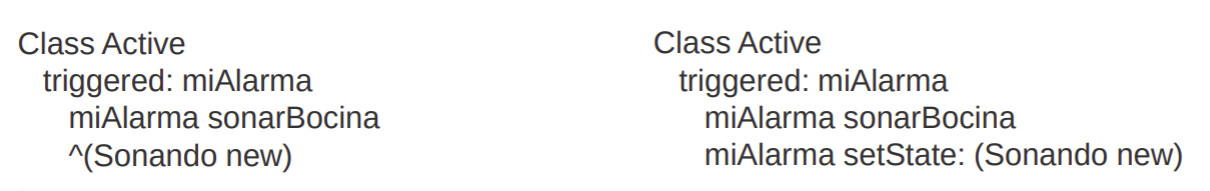 Class Active
triggered: miAlarma
miAlarma sonarBocina
^(Sonando new)
Class Active
triggered: miAlarma
miAlarma sonarBocina
miAlarma setState: (Sonando new)